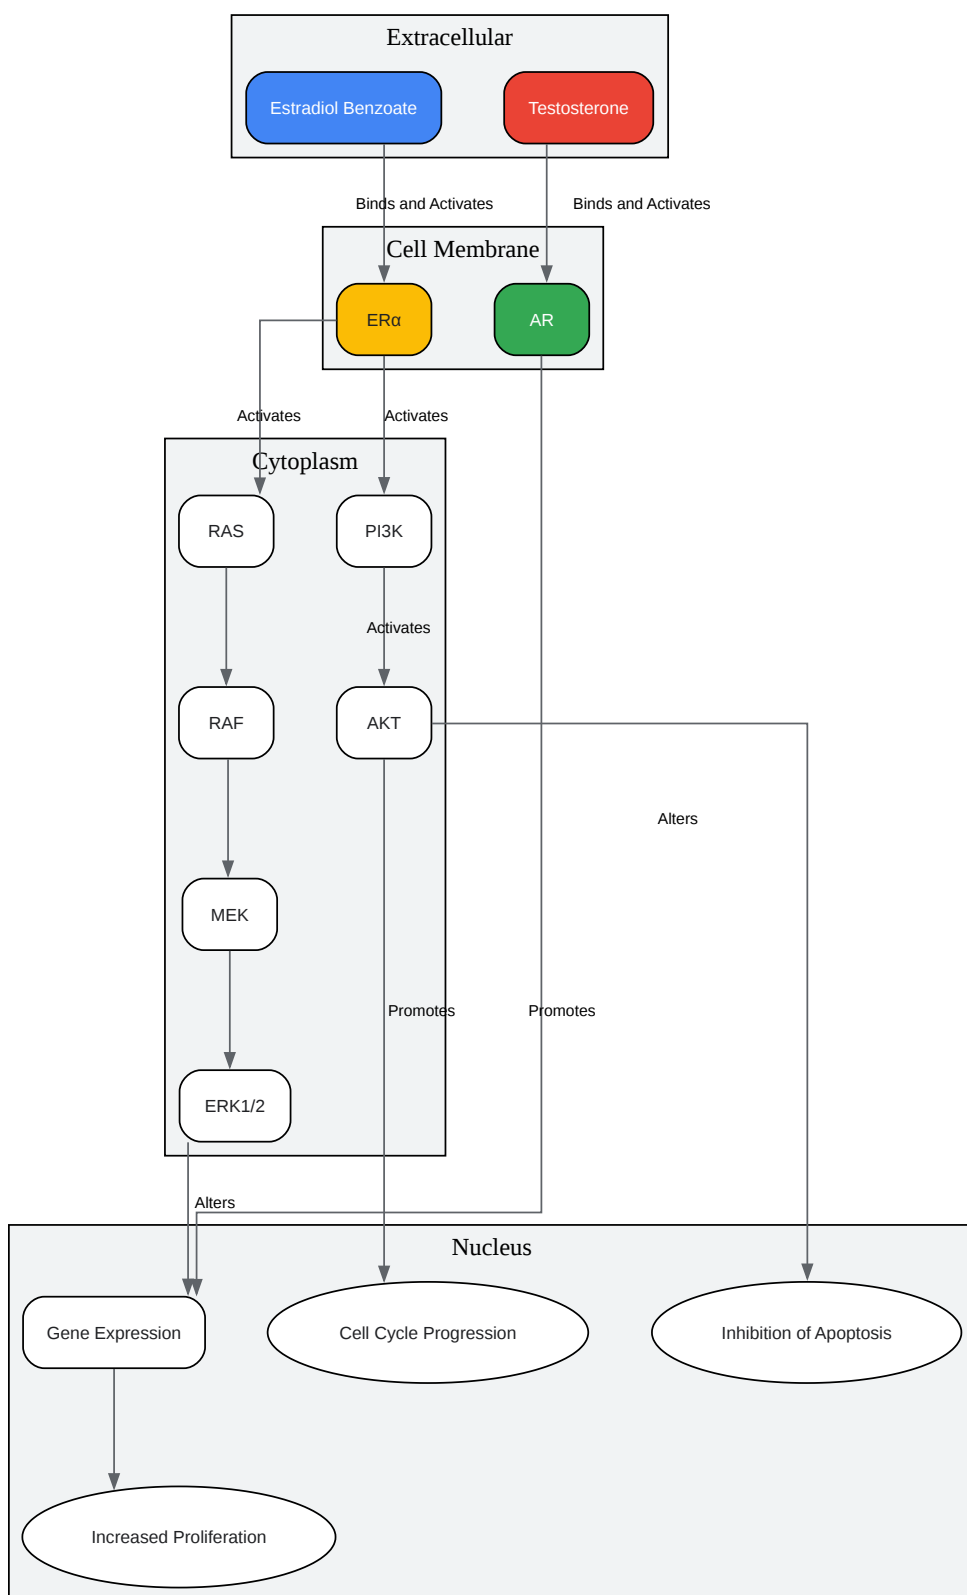 Extracellular
Estradiol Benzoate
Testosterone
Binds and Activates
Binds and Activates
Cell Membrane
ERα
AR
Activates
Activates
Cytoplasm
RAS
PI3K
Activates
RAF
AKT
Alters
MEK
Promotes
Promotes
ERK1/2
Alters
Nucleus
Gene Expression
Cell Cycle Progression
Inhibition of Apoptosis
Increased Proliferation